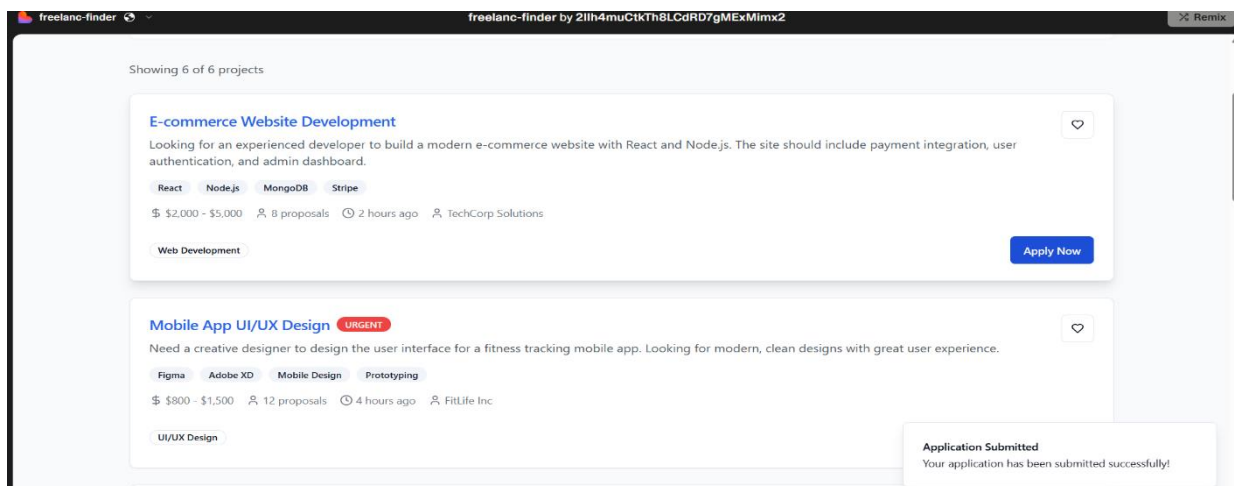 freelanc-finder
freelanc-finder by 2IIh4muCtkTh8LCdRD7gMExMimx2
Remix
Showing 6 of 6 projects
E-commerce Website Development
Looking for an experienced developer to build a modern e-commerce website with React and Node.js. The site should include payment integration, user
authentication, and admin dashboard.
React Node.js MongoDB Stripe
$ $2,000 - $5,000 8 proposals 2 hours ago TechCorp Solutions
Web Development
Apply Now
Mobile App UI/UX Design URGENT
Need a creative designer to design the user interface for a fitness tracking mobile app. Looking for modern, clean designs with great user experience.
Figma Adobe XD Mobile Design Prototyping
$ $800 - $1,500 12 proposals 4 hours ago FitLife Inc
UI/UX Design
Application Submitted
Your application has been submitted successfully!